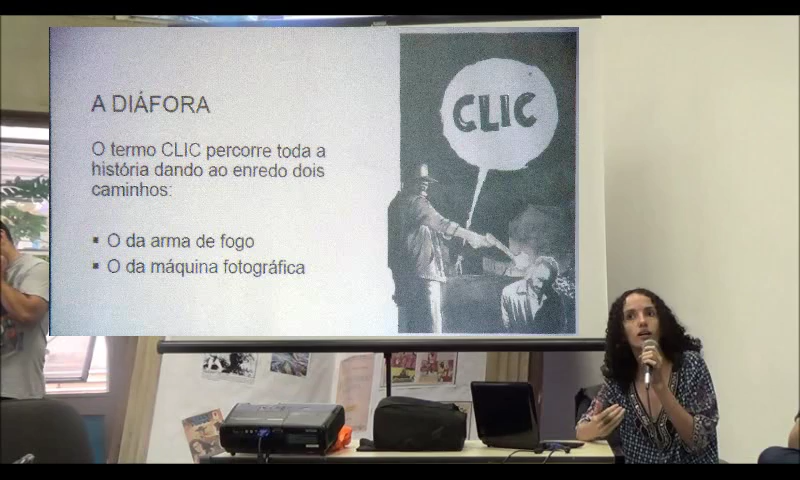 A DIÁFORA
O termo CLIC percorre toda a
história dando ao enredo dois
caminhos:
▪ O da arma de fogo
▪ O da máquina fotográfica
CLIC